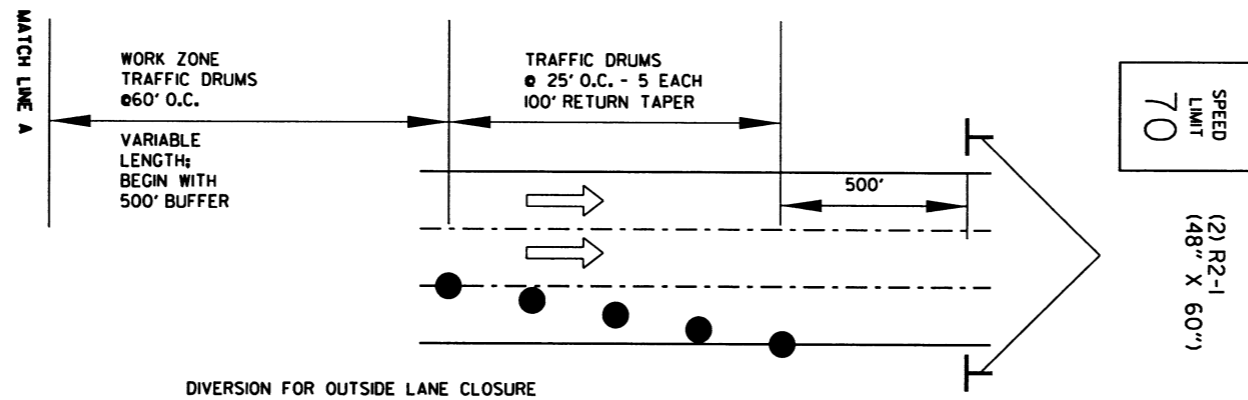 MATCH LINE A
WORK ZONE
TRAFFIC DRUMS
@60' O.C.
VARIABLE
LENGTH;
BEGIN WITH
500' BUFFER
TRAFFIC DRUMS
@ 25' O.C. - 5 EACH
100' RETURN TAPER
500'
SPEED
LIMIT
70
(2) R2-1
(48" X 60")
DIVERSION FOR OUTSIDE LANE CLOSURE